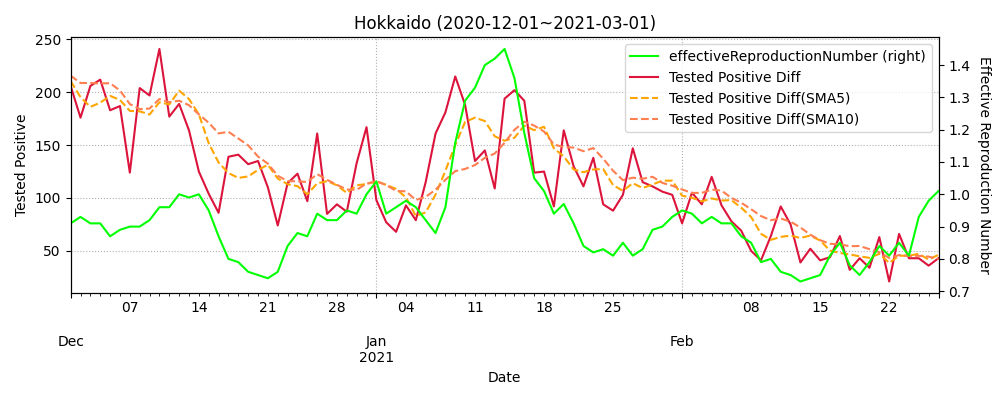 Hokkaido (2020-12-01~2021-03-01)
effectiveReproductionNumber (right)
Tested Positive Diff
Tested Positive Diff(SMA5)
Tested Positive Diff(SMA10)
Tested Positive
250
200
150
100
50
Effective Reproduction Number
1.4
1.3
1.2
1.1
1.0
0.9
0.8
0.7
07 14 21 28 04 11 18 25 08 15 22
Dec Jan Feb
2021
Date